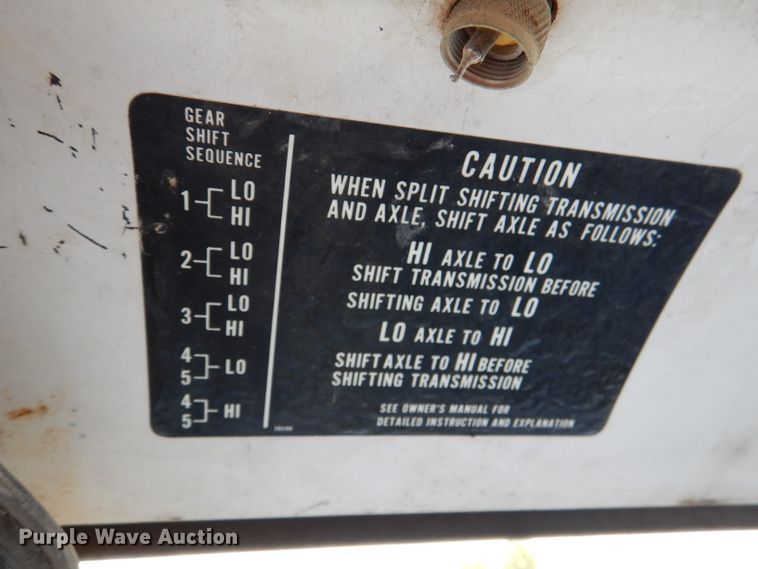 GEAR
SHIFT
SEQUENCE
1 LO
HI
2 LO
HI
3 LO
HI
4
5 LO
4
5 HI
CAUTION
WHEN SPLIT SHIFTING TRANSMISSION
AND AXLE, SHIFT AXLE AS FOLLOWS:
HI AXLE TO LO
SHIFT TRANSMISSION BEFORE
SHIFTING AXLE TO LO
LO AXLE TO HI
SHIFT AXLE TO HI BEFORE
SHIFTING TRANSMISSION
SEE OWNER'S MANUAL FOR
DETAILED INSTRUCTION AND EXPLANATION
Purple Wave Auction